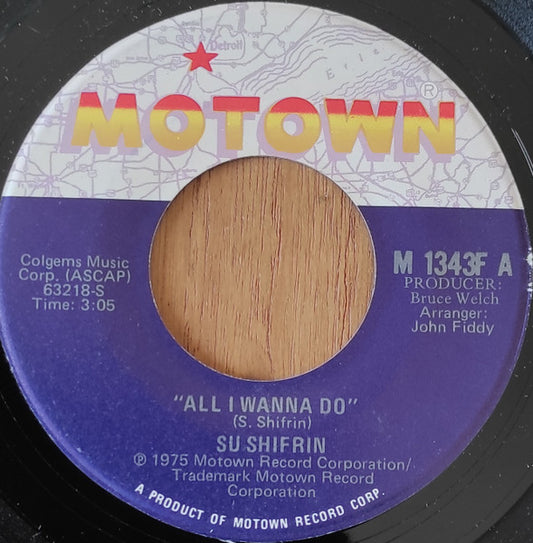 Detroit
Erie
MOTOWN®
Colgems Music
Corp. (ASCAP)
63218-S
Time: 3:05
M 1343F A
PRODUCER:
Bruce Welch
Arranger:
John Fiddy
"ALL I WANNA DO"
(S. Shifrin)
SU SHIFRIN
℗ 1975 Motown Record Corporation/
Trademark Motown Record
Corporation
A PRODUCT OF MOTOWN RECORD CORP.